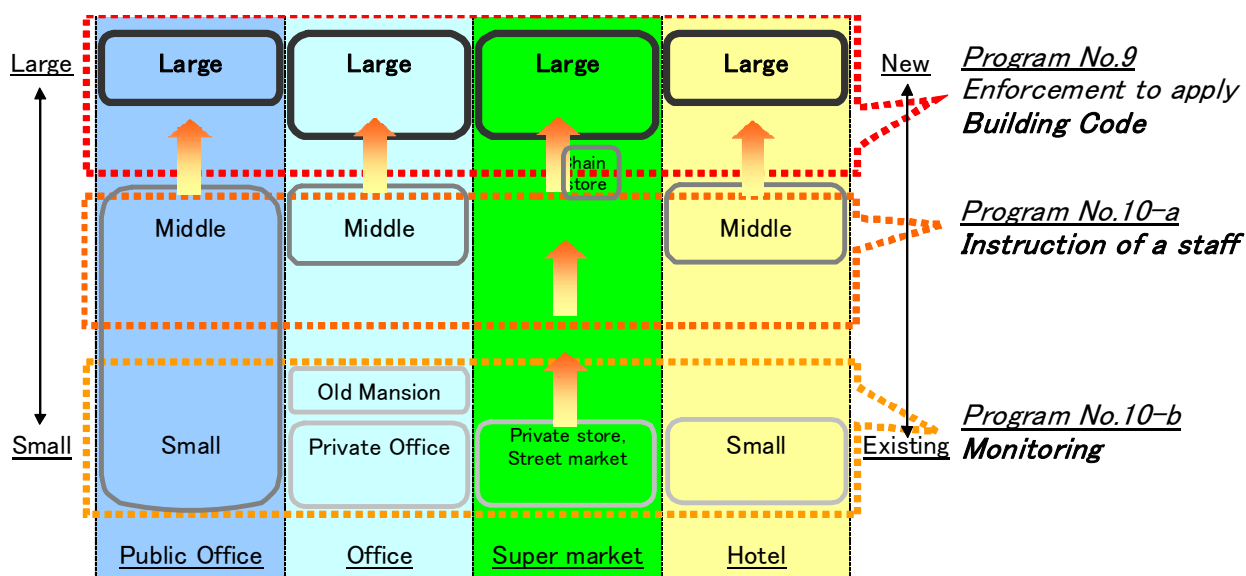 Large
Large
Large
Large
Large
New
Program No.9
Enforcement to apply
Building Code
store
Middle
Middle
Middle
Program No.10-a
Instruction of a staff
Old Mansion
Small
Small
Private Office
Private store,
Street market
Small
Existing
Program No.10-b
Monitoring
Public Office
Office
Super market
Hotel